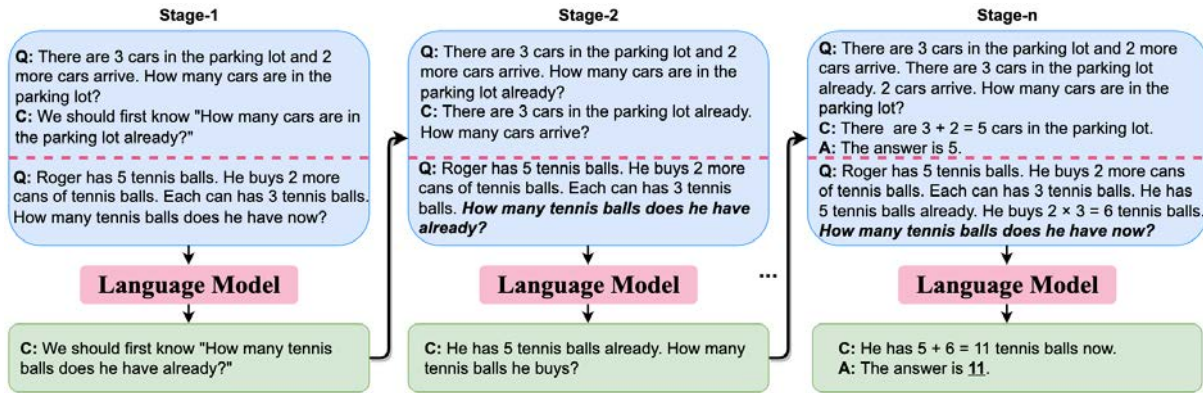 Stage-1
Q: There are 3 cars in the parking lot and 2
more cars arrive. How many cars are in the
parking lot?
C: We should first know "How many cars are in
the parking lot already?"
Q: Roger has 5 tennis balls. He buys 2 more
cans of tennis balls. Each can has 3 tennis balls.
How many tennis balls does he have now?
Language Model
C: We should first know "How many tennis
balls does he have already?"
Stage-2
Q: There are 3 cars in the parking lot and 2
more cars arrive. How many cars are in the
parking lot already?
C: There are 3 cars in the parking lot already.
How many cars arrive?
Q: Roger has 5 tennis balls. He buys 2 more
cans of tennis balls. Each can has 3 tennis
balls. How many tennis balls does he have
already?
Language Model
C: He has 5 tennis balls already. How many
tennis balls he buys?
...
Stage-n
Q: There are 3 cars in the parking lot and 2 more
cars arrive. There are 3 cars in the parking lot
already. 2 cars arrive. How many cars are in the
parking lot?
C: There are 3 + 2 = 5 cars in the parking lot.
A: The answer is 5.
Q: Roger has 5 tennis balls. He buys 2 more cans
of tennis balls. Each can has 3 tennis balls. He has
5 tennis balls already. He buys 2 × 3 = 6 tennis balls.
How many tennis balls does he have now?
Language Model
C: He has 5 + 6 = 11 tennis balls now.
A: The answer is 11.